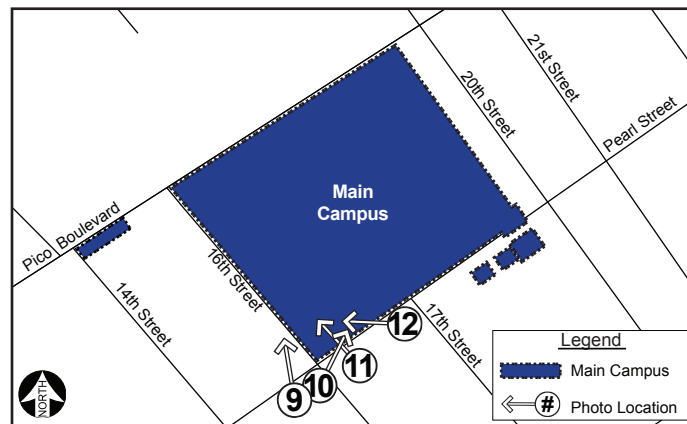 20th Street
21st Street
Pearl Street
Main
Campus
Pico Boulevard
16th Street
14th Street
17th Street
12
11
10
9
Legend
Main Campus
# Photo Location
NORTH